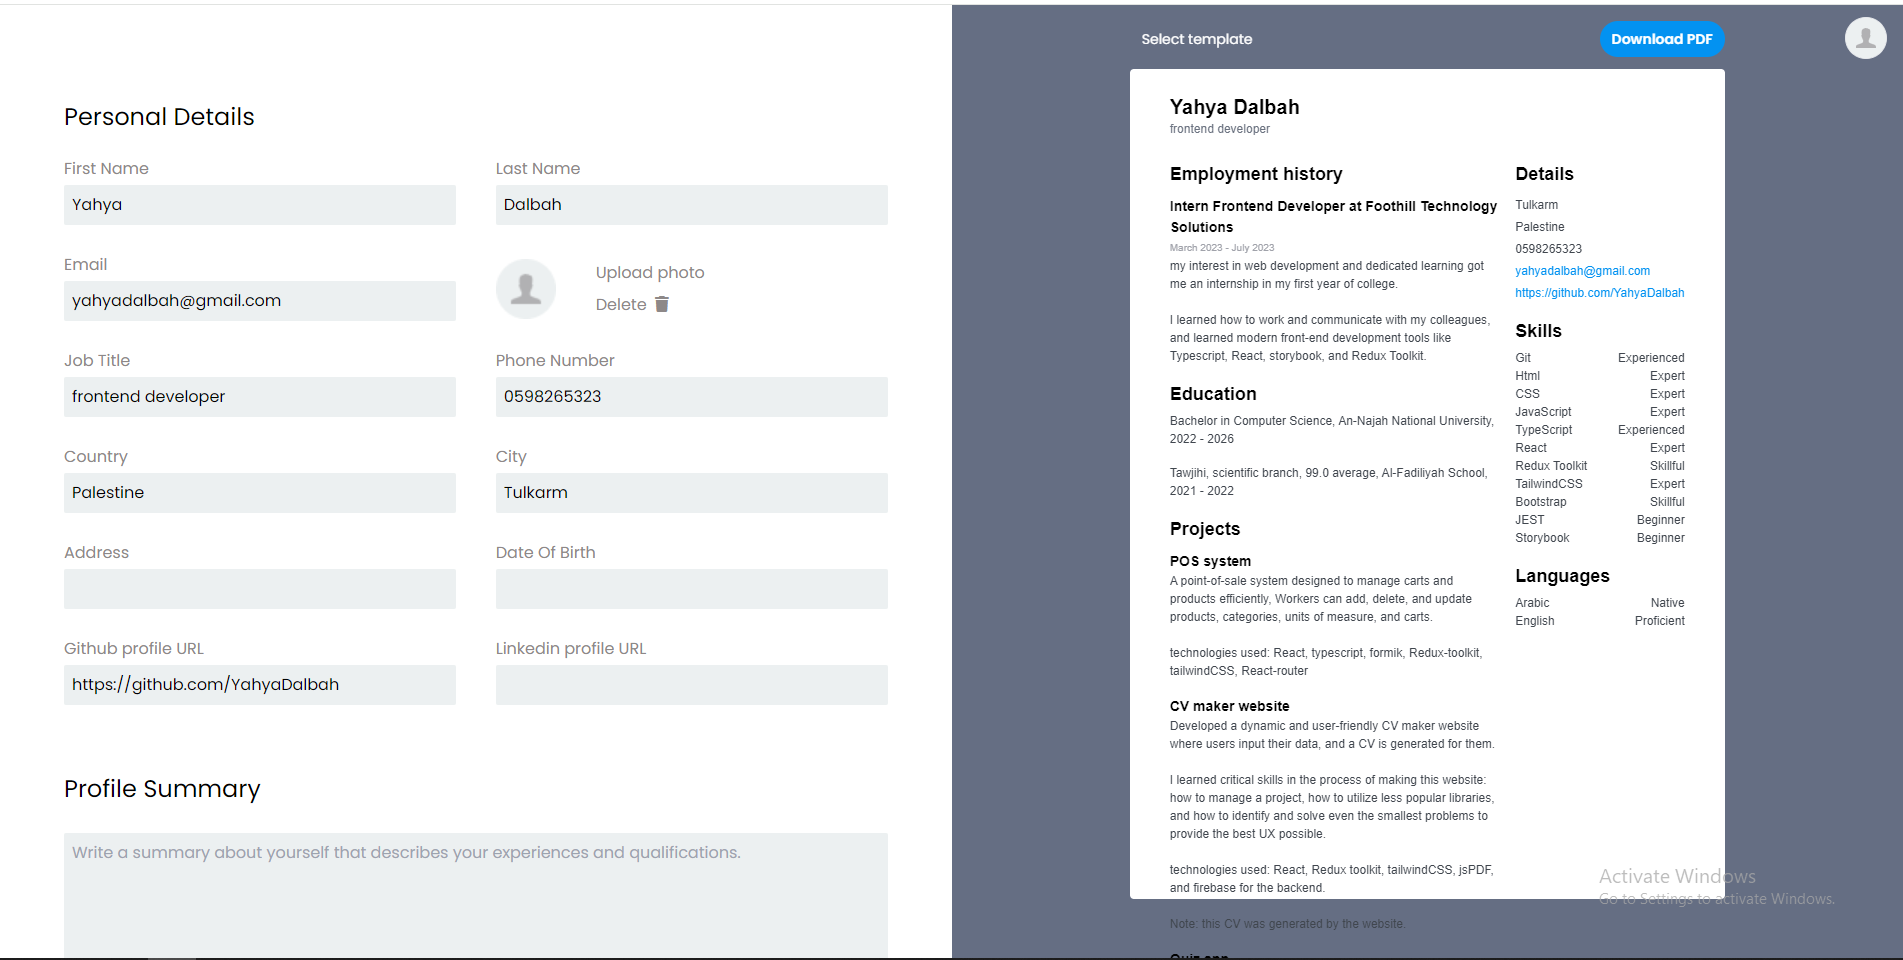 Select template
Download PDF
Personal Details
First Name
Last Name
Yahya
Dalbah
Email
yahyadalbah@gmail.com
Upload photo
Delete
Job Title
Phone Number
frontend developer
0598265323
Country
City
Palestine
Tulkarm
Address
Date Of Birth
Github profile URL
Linkedin profile URL
https://github.com/YahyaDalbah
Profile Summary
Write a summary about yourself that describes your experiences and qualifications.
Yahya Dalbah
frontend developer
Employment history
Intern Frontend Developer at Foothill Technology
Solutions
March 2023 - July 2023
my interest in web development and dedicated learning got
me an internship in my first year of college.
I learned how to work and communicate with my colleagues,
and learned modern front-end development tools like
Typescript, React, storybook, and Redux Toolkit.
Education
Bachelor in Computer Science, An-Najah National University,
2022 - 2026
Tawjihi, scientific branch, 99.0 average, Al-Fadiliyah School,
2021 - 2022
Projects
POS system
A point-of-sale system designed to manage carts and
products efficiently, Workers can add, delete, and update
products, categories, units of measure, and carts.
technologies used: React, typescript, formik, Redux-toolkit,
tailwindCSS, React-router
CV maker website
Developed a dynamic and user-friendly CV maker website
where users input their data, and a CV is generated for them.
I learned critical skills in the process of making this website:
how to manage a project, how to utilize less popular libraries,
and how to identify and solve even the smallest problems to
provide the best UX possible.
technologies used: React, Redux toolkit, tailwindCSS, jsPDF,
and firebase for the backend.
Note: this CV was generated by the website.
Quiz app
Details
Tulkarm
Palestine
0598265323
yahyadalbah@gmail.com
https://github.com/YahyaDalbah
Skills
Git Experienced
Html Expert
CSS Expert
JavaScript Expert
TypeScript Experienced
React Expert
Redux Toolkit Skillful
TailwindCSS Expert
Bootstrap Skillful
JEST Beginner
Storybook Beginner
Languages
Arabic Native
English Proficient
Activate Windows
Go to Settings to activate Windows.